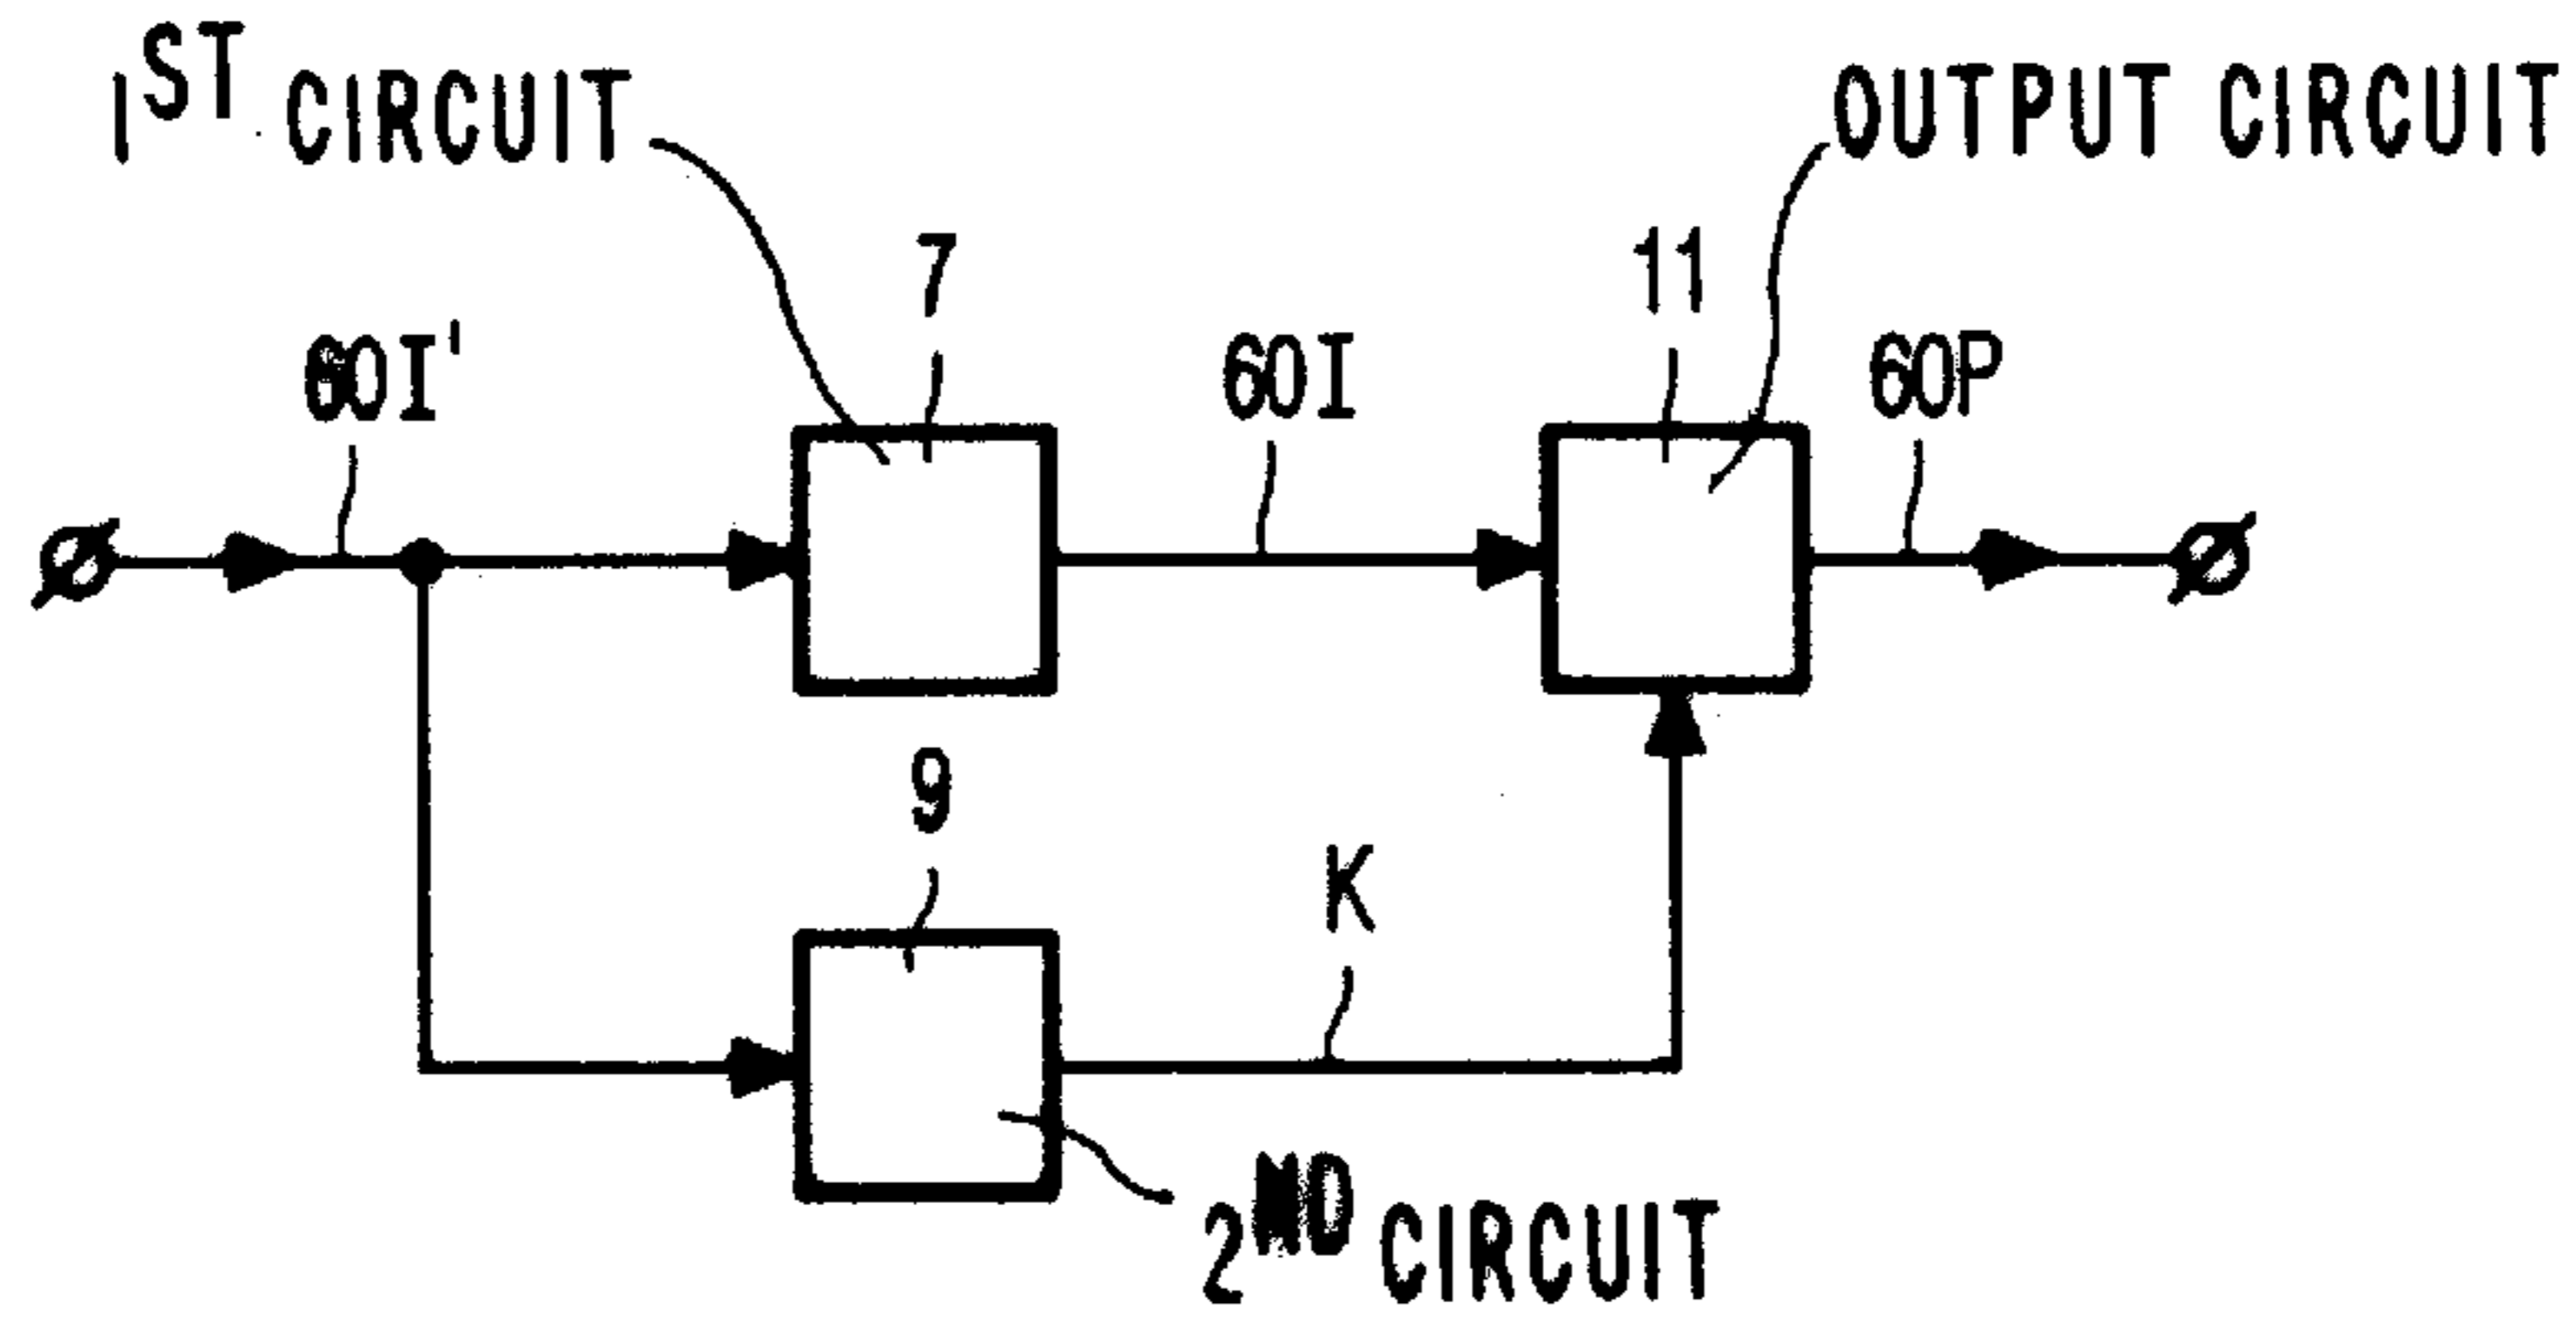 1ST CIRCUIT
OUTPUT CIRCUIT
7
11
60I'
60I
60P
9
K
2ND CIRCUIT